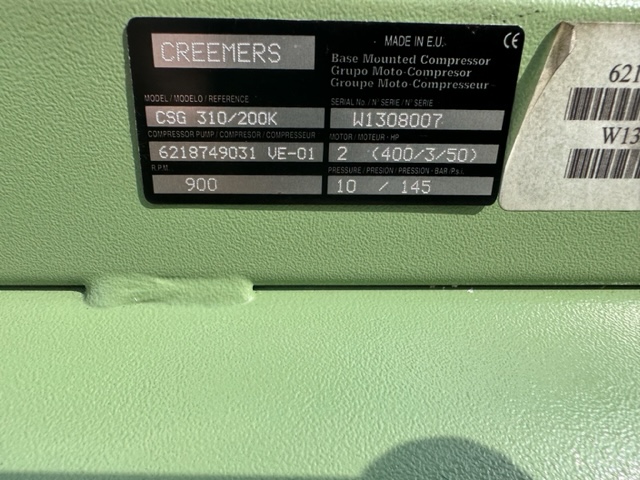 CREEMERS
MADE IN E.U.
CE
Base Mounted Compressor
Grupo Moto-Compresor
Groupe Moto-Compresseur
MODEL / MODELO / REFERENCE
CSG 310/200K
SERIAL No / N° SERIE / N° SERIE
W1308007
COMPRESSOR PUMP / COMPRESOR / COMPRESSEUR
6218749031 VE-01
MOTOR / MOTEUR - HP
2 (400/3/50)
R.P.M.
900
PRESSURE / PRESION / PRESSION - BAR / P.s.i.
10 / 145
621
W13